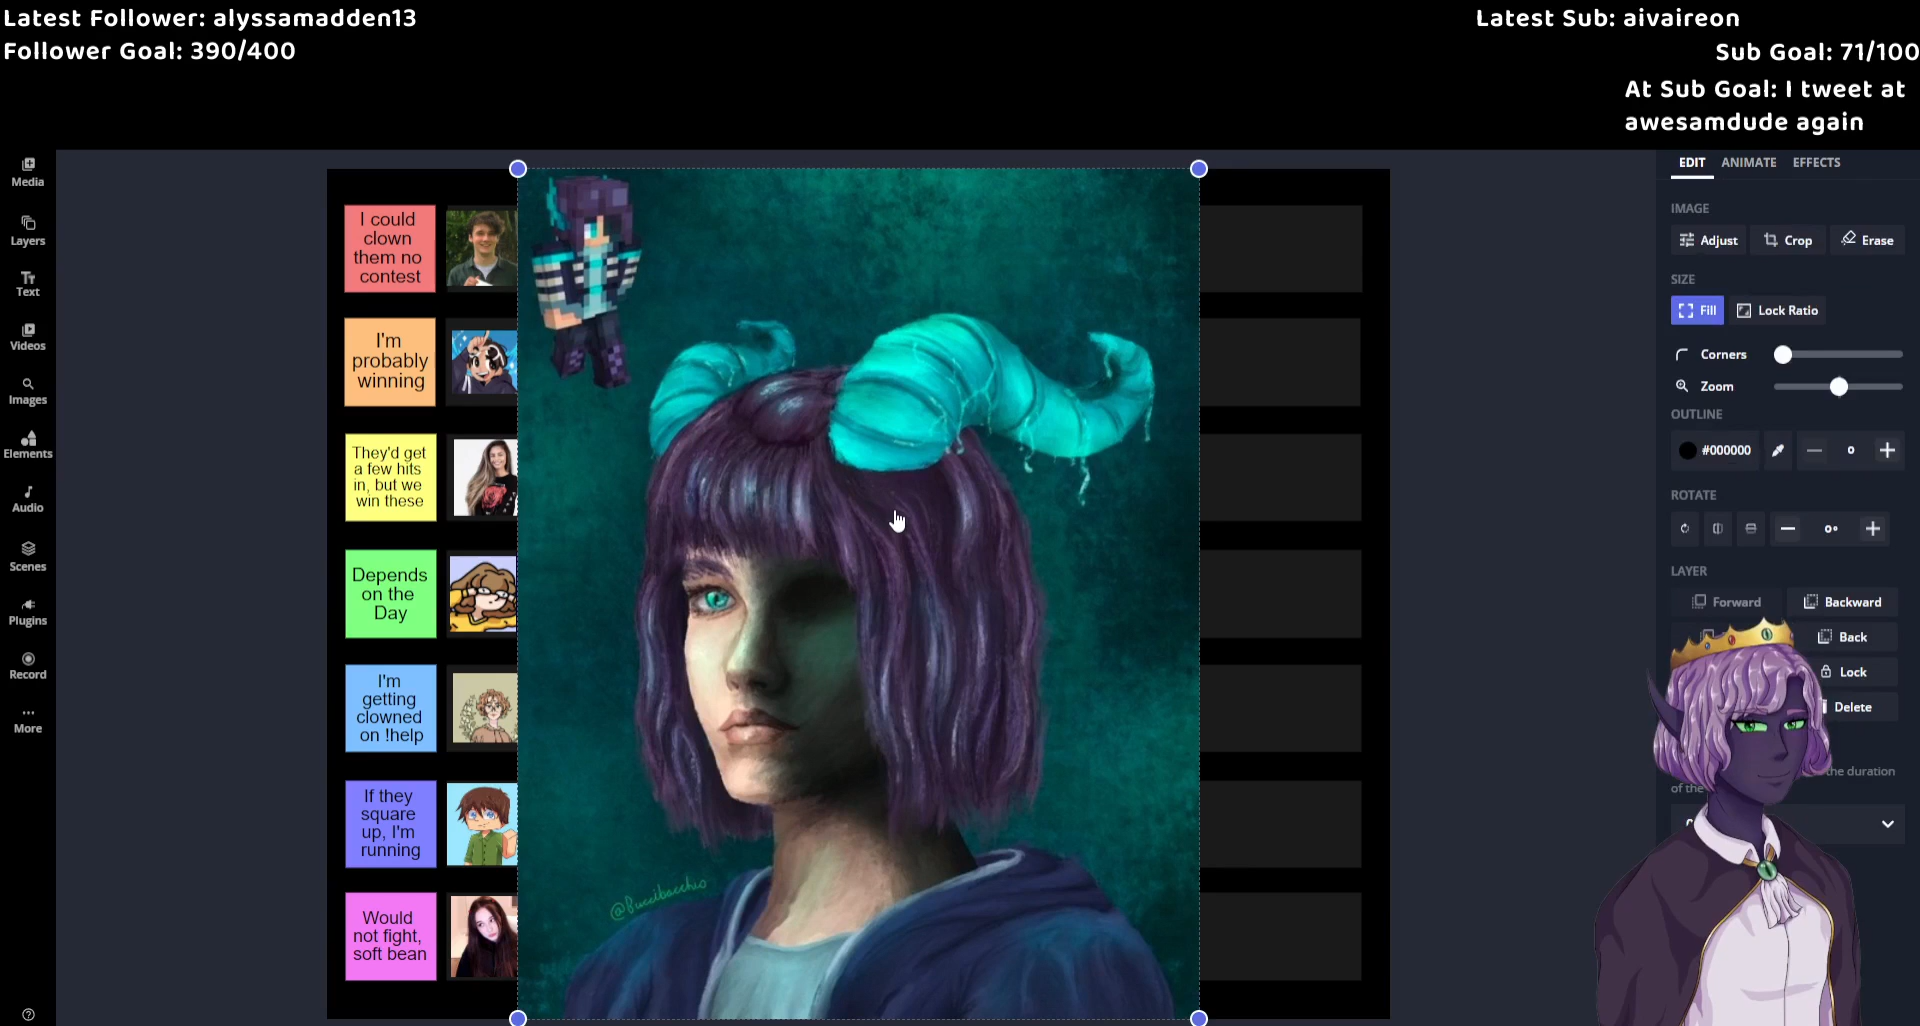 Latest Follower: alyssamadden13
Follower Goal: 390/400
Latest Sub: aivaireon
Sub Goal: 71/100
At Sub Goal: I tweet at
awesamdude again
Media
Layers
Text
Videos
Images
Elements
Audio
Scenes
Plugins
Record
More
I could
clown
them no
contest
I'm
probably
winning
They'd get
a few hits
in, but we
win these
Depends
on the
Day
I'm
getting
clowned
on !help
If they
square
up, I'm
running
Would
not fight,
soft bean
@Buccibacchio
EDIT ANIMATE EFFECTS
IMAGE
Adjust Crop Erase
SIZE
Fill Lock Ratio
Corners
Zoom
OUTLINE
#000000 0
ROTATE
0°
LAYER
Forward Backward
Back
Lock
Delete
the duration
of the